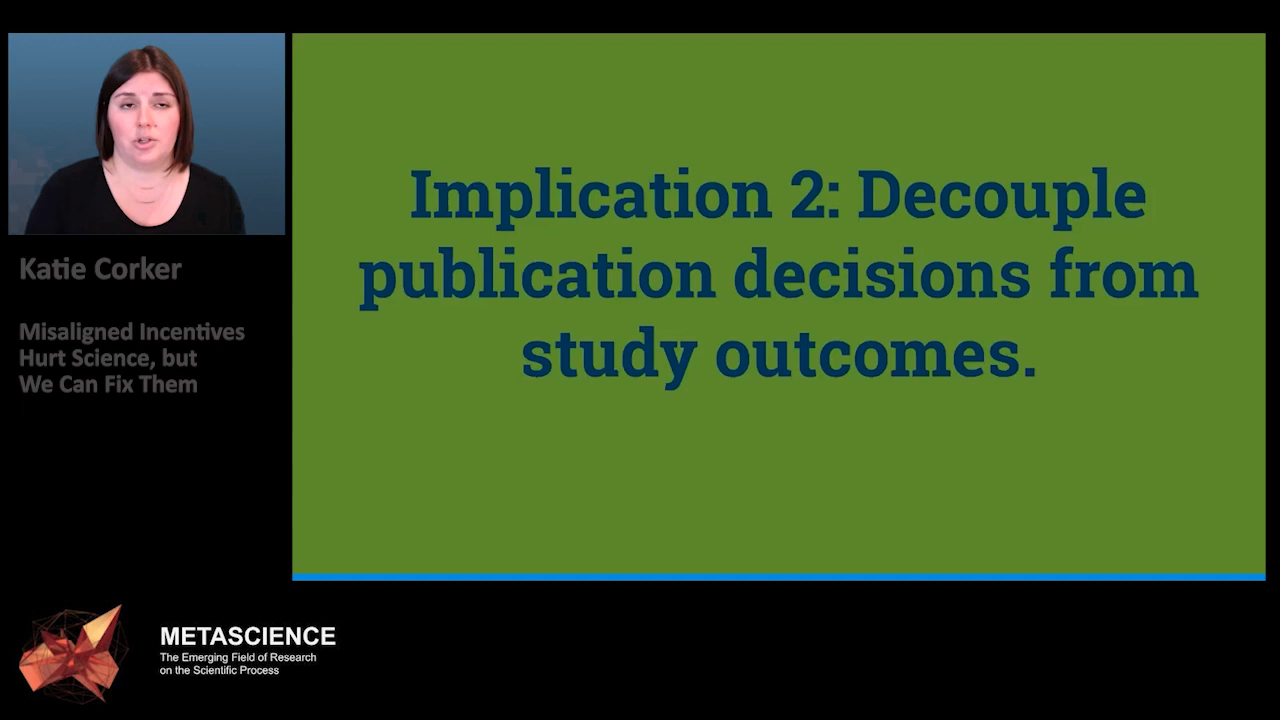 Implication 2: Decouple
publication decisions from
study outcomes.
Katie Corker
Misaligned Incentives
Hurt Science, but
We Can Fix Them
METASCIENCE
The Emerging Field of Research
on the Scientific Process